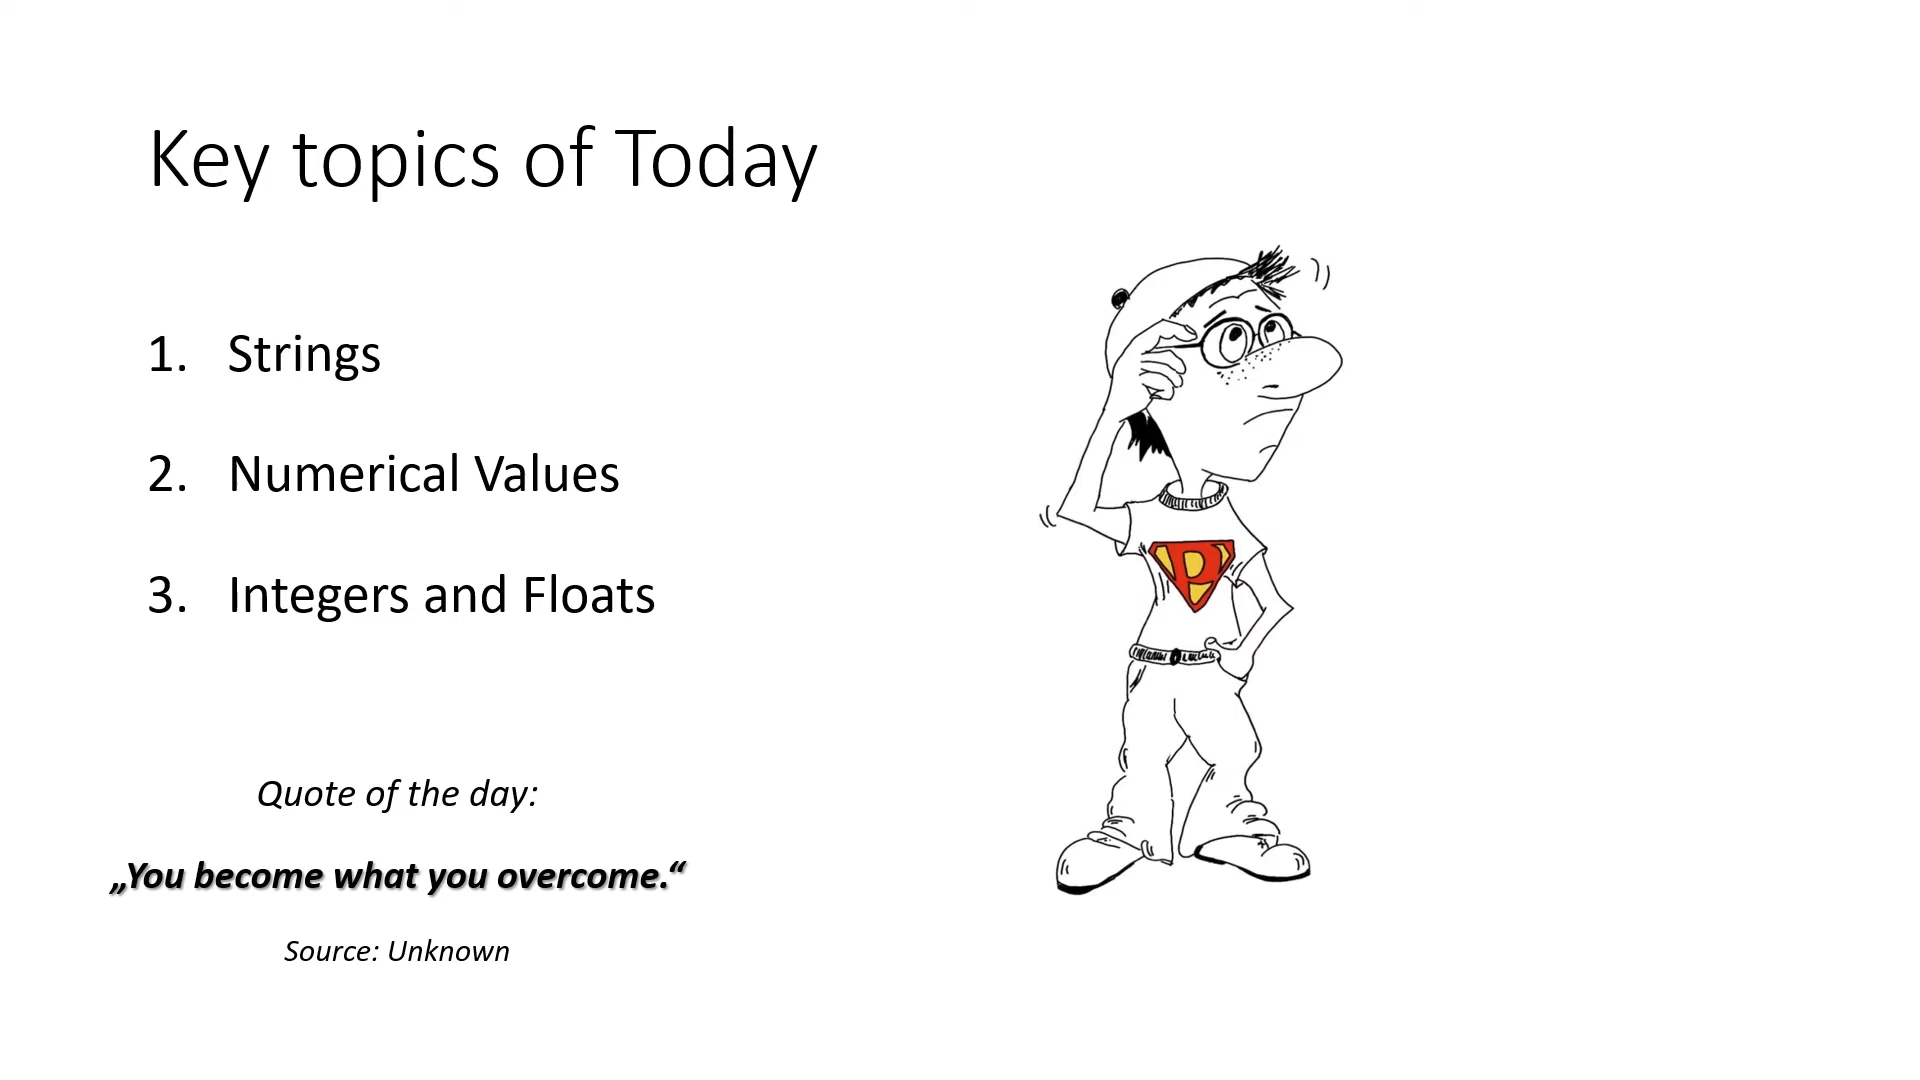 Key topics of Today
1. Strings
2. Numerical Values
3. Integers and Floats
Quote of the day:
„You become what you overcome.“
Source: Unknown
P